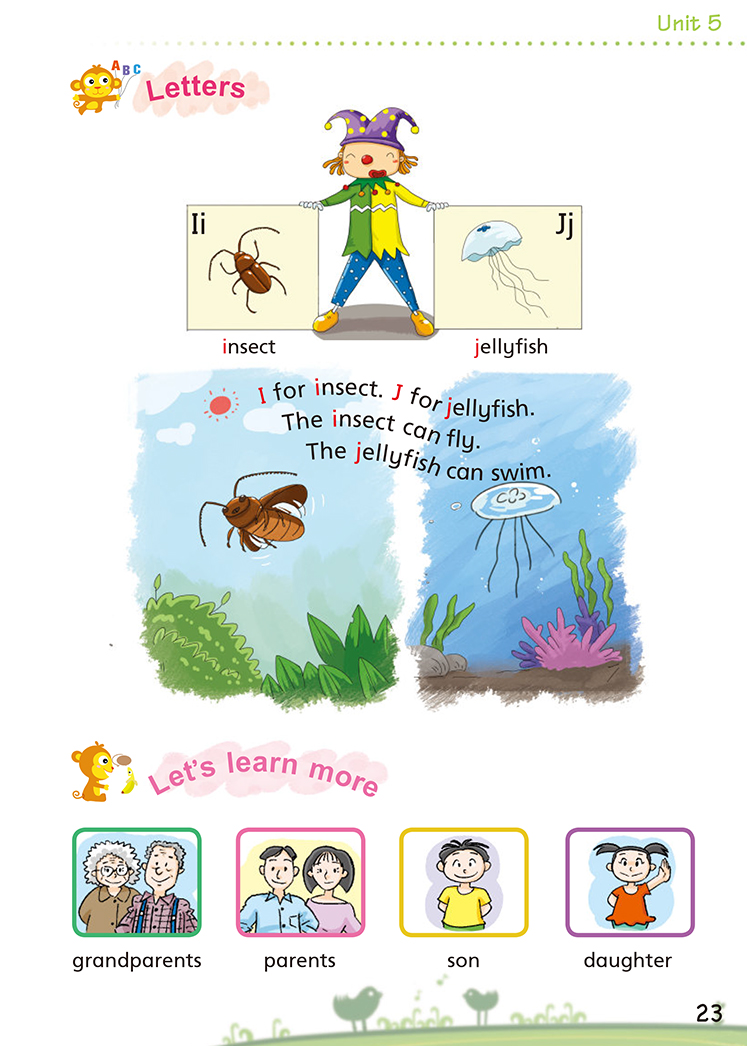 Unit 5
ABC
Letters
Ii
Jj
insect
jellyfish
I for insect. J for jellyfish.
The insect can fly.
The jellyfish can swim.
Let's learn more
grandparents
parents
son
daughter
23